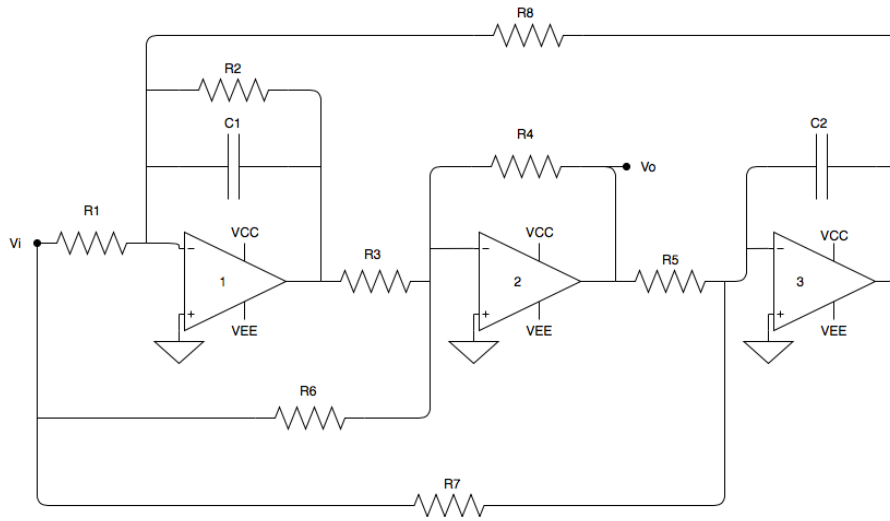 R8
R2
C1
R4
C2
Vo
R1
Vi
VCC
VCC
VCC
R3
R5
−
−
−
1
2
3
+
+
+
VEE
VEE
VEE
R6
R7